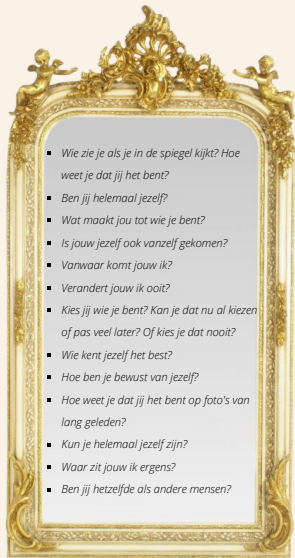 ▪ Wie zie je als je in de spiegel kijkt? Hoe
weet je dat jij het bent?
▪ Ben jij helemaal jezelf?
▪ Wat maakt jou tot wie je bent?
▪ Is jouw jezelf ook vanzelf gekomen?
▪ Vanwaar komt jouw ik?
▪ Verandert jouw ik ooit?
▪ Kies jij wie je bent? Kan je dat nu al kiezen
of pas veel later? Of kies je dat nooit?
▪ Wie kent jezelf het best?
▪ Hoe ben je bewust van jezelf?
▪ Hoe weet je dat jij het bent op foto's van
lang geleden?
▪ Kun je helemaal jezelf zijn?
▪ Waar zit jouw ik ergens?
▪ Ben jij hetzelfde als andere mensen?